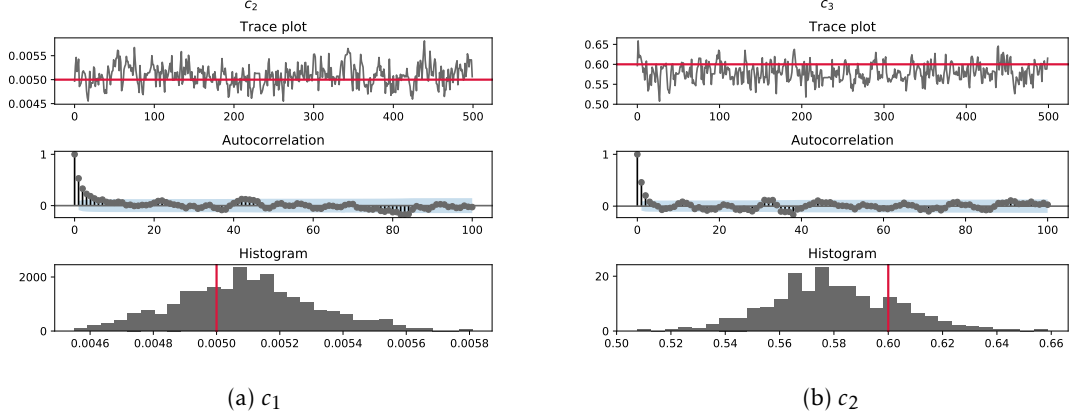 c2
Trace plot
0.0055
0.0050
0.0045
0 100 200 300 400 500
Autocorrelation
1
0
0 20 40 60 80 100
Histogram
2000
0
0.0046 0.0048 0.0050 0.0052 0.0054 0.0056 0.0058
(a) c1
c3
Trace plot
0.65
0.60
0.55
0.50
0 100 200 300 400 500
Autocorrelation
1
0
0 20 40 60 80 100
Histogram
20
0
0.50 0.52 0.54 0.56 0.58 0.60 0.62 0.64 0.66
(b) c2